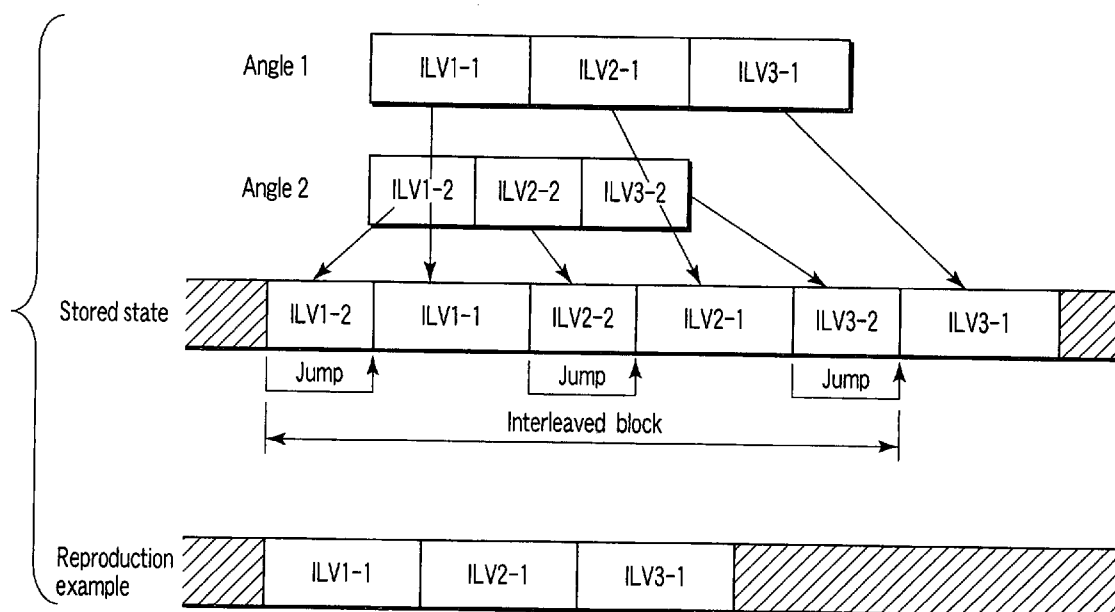 Angle 1
ILV1-1 ILV2-1 ILV3-1
Angle 2
ILV1-2 ILV2-2 ILV3-2
Stored state
ILV1-2 ILV1-1 ILV2-2 ILV2-1 ILV3-2 ILV3-1
Jump Jump Jump
Interleaved block
Reproduction
example
ILV1-1 ILV2-1 ILV3-1